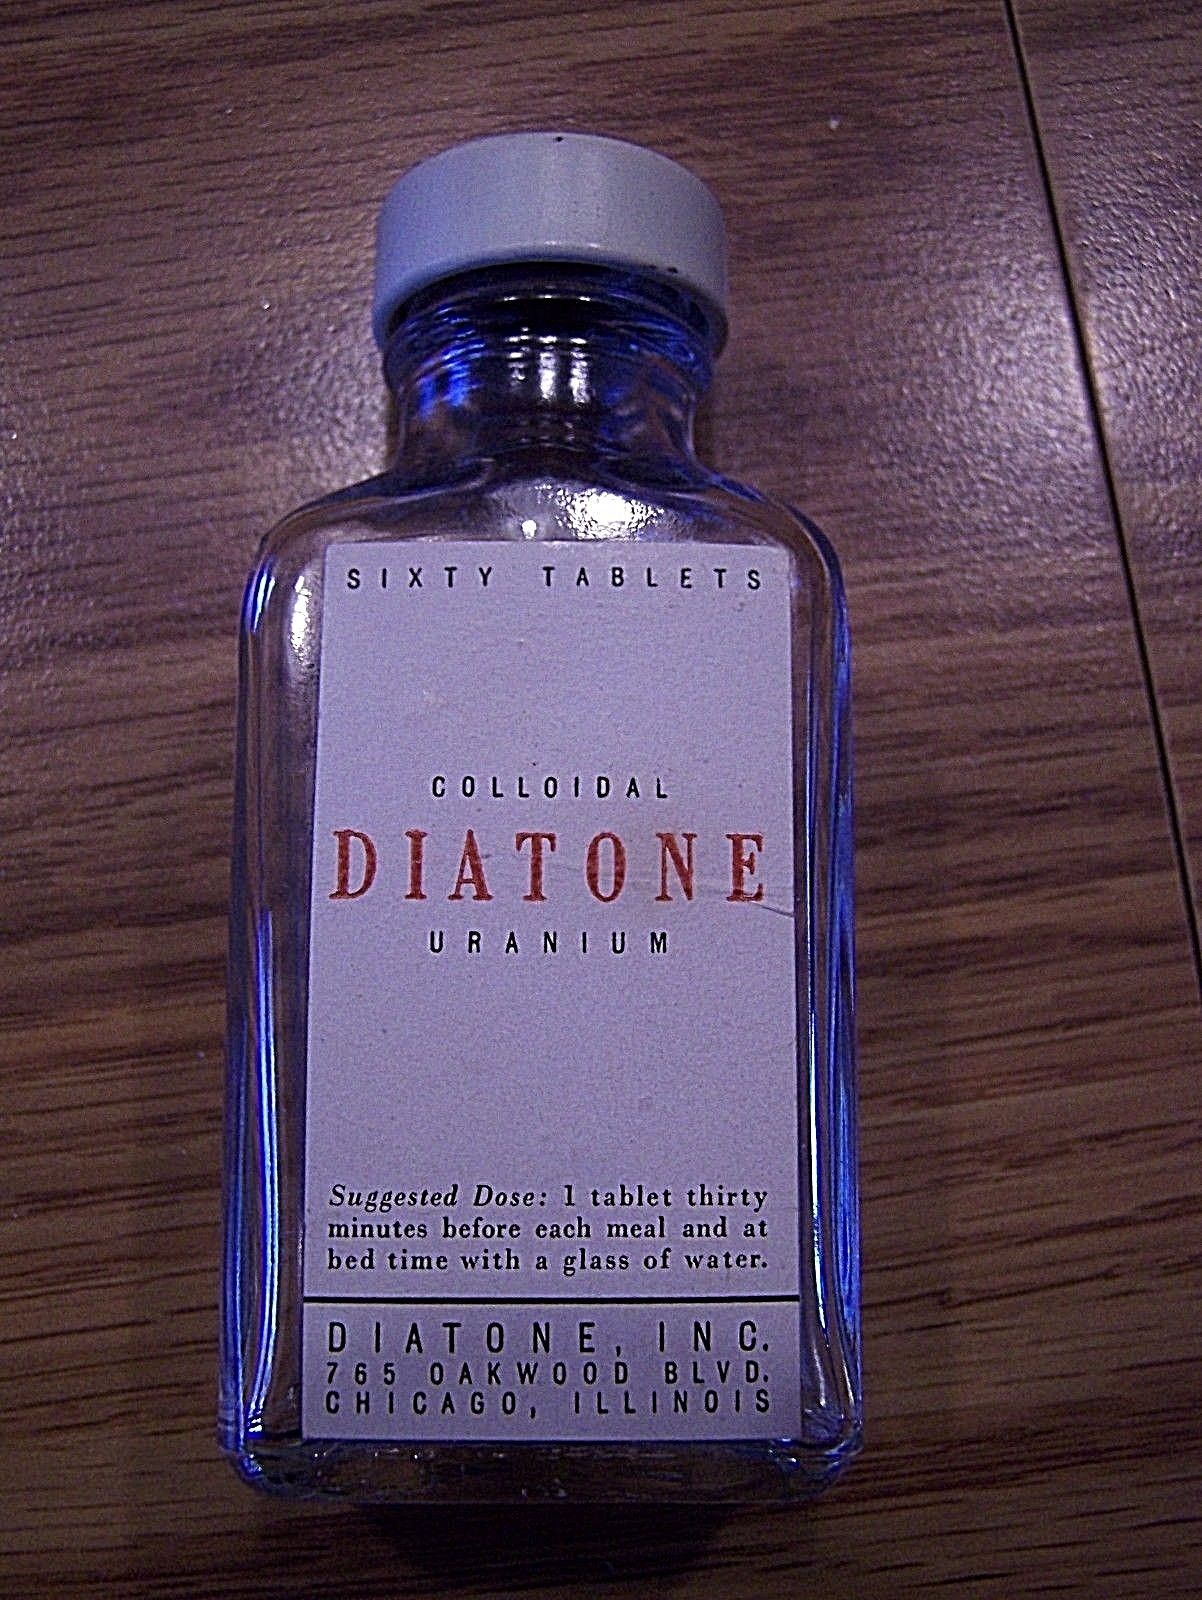 SIXTY TABLETS
COLLOIDAL
DIATONE
URANIUM
Suggested Dose: 1 tablet thirty
minutes before each meal and at
bed time with a glass of water.
DIATONE, INC.
765 OAKWOOD BLVD.
CHICAGO, ILLINOIS